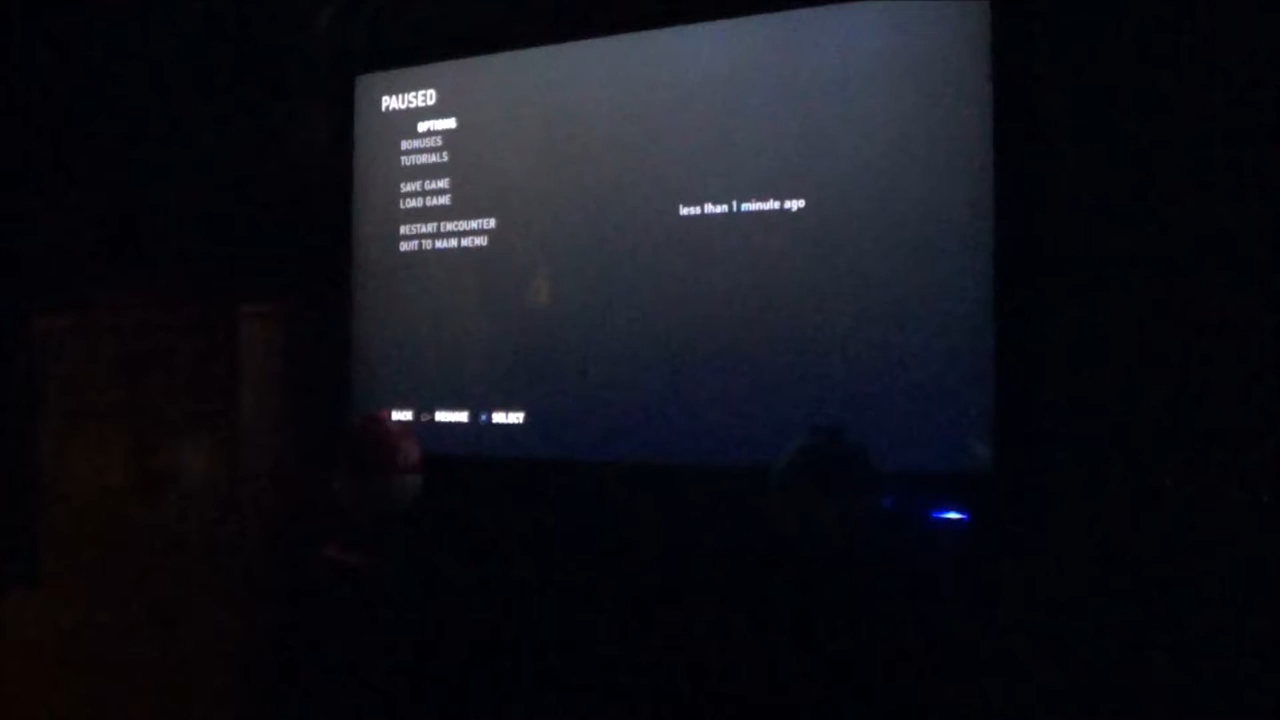 PAUSED
OPTIONS
BONUSES
TUTORIALS
SAVE GAME
LOAD GAME
RESTART ENCOUNTER
QUIT TO MAIN MENU
less than 1 minute ago
BACK RESUME SELECT